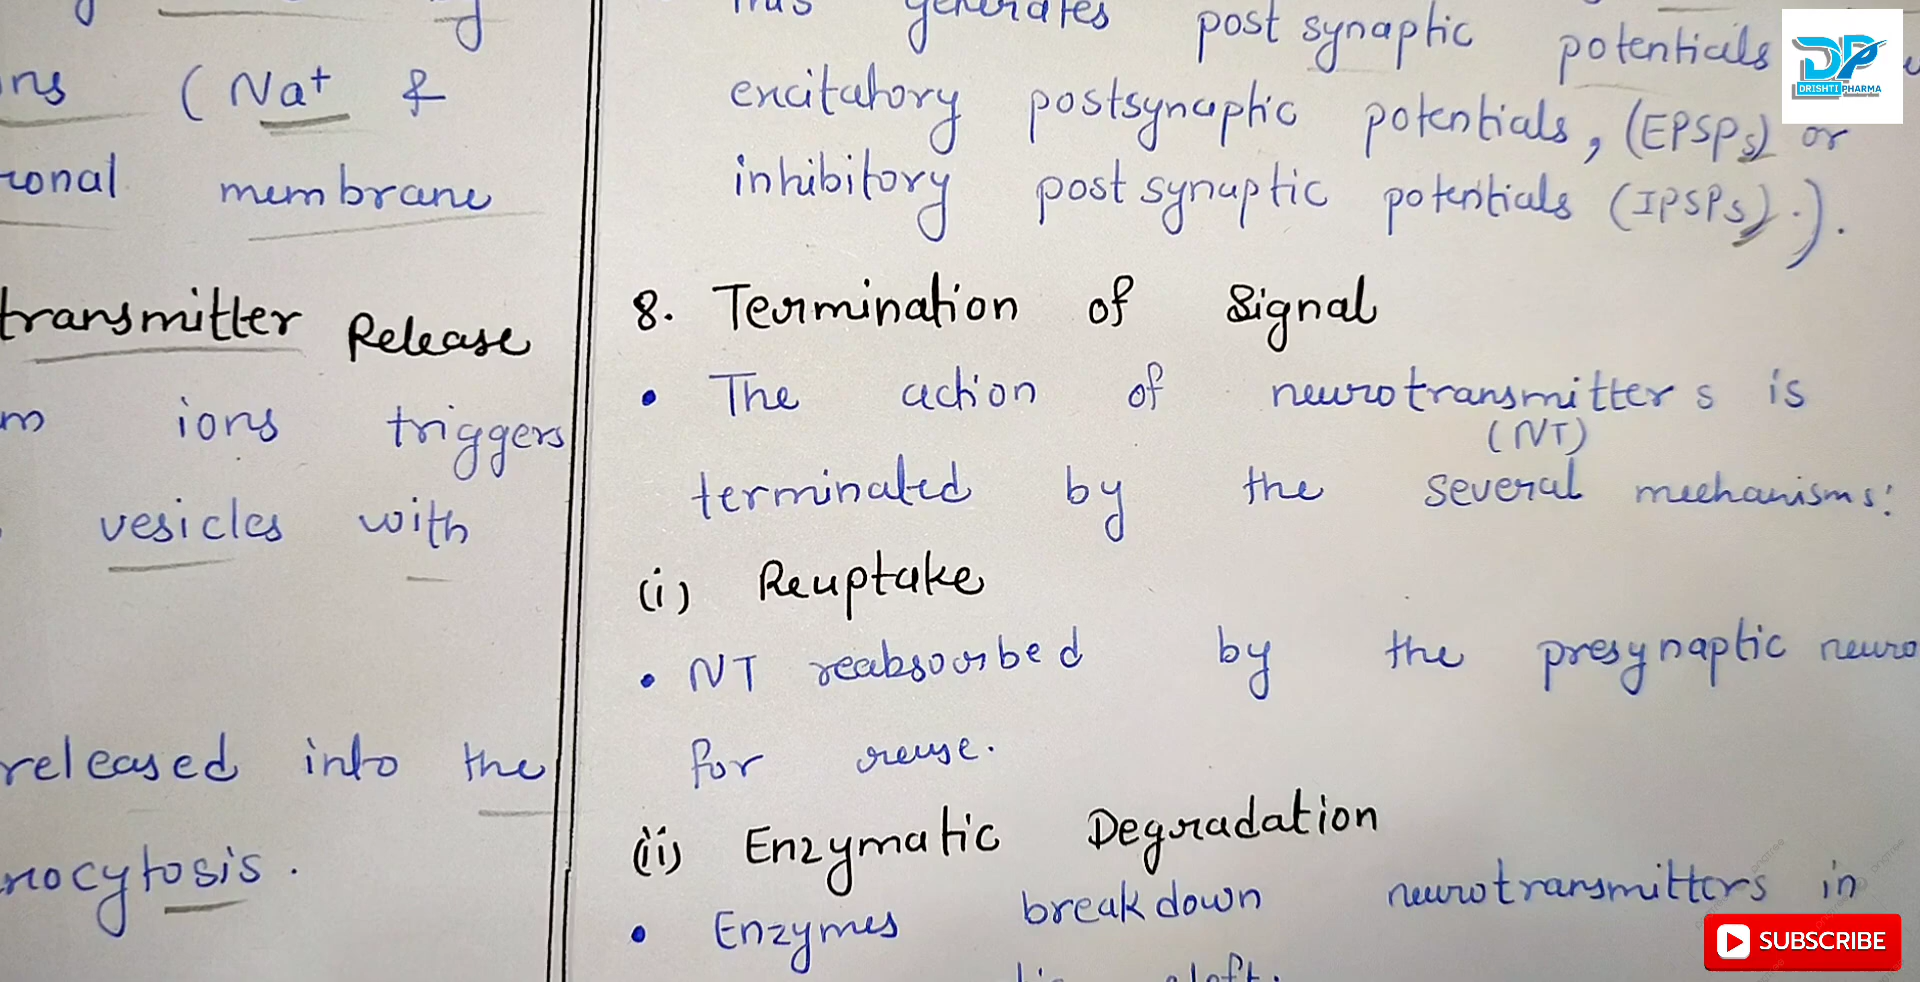 (Na+ &
membrane
transmitter Release
ions triggers
vesicles with
released into the
generates post synaptic potentials
excitatory postsynaptic potentials, (EPSPs) or
inhibitory post synaptic potentials (IPSPs).).
8. Termination of Signal
• The action of neurotransmitters is
(NT)
terminated by the several mechanisms:
(i) Reuptake
• NT reabsorbed by the presynaptic neuro
for reuse.
(ii) Enzymatic Degradation
• Enzymes breakdown neurotransmitters in
DP
DRISHTI PHARMA
SUBSCRIBE